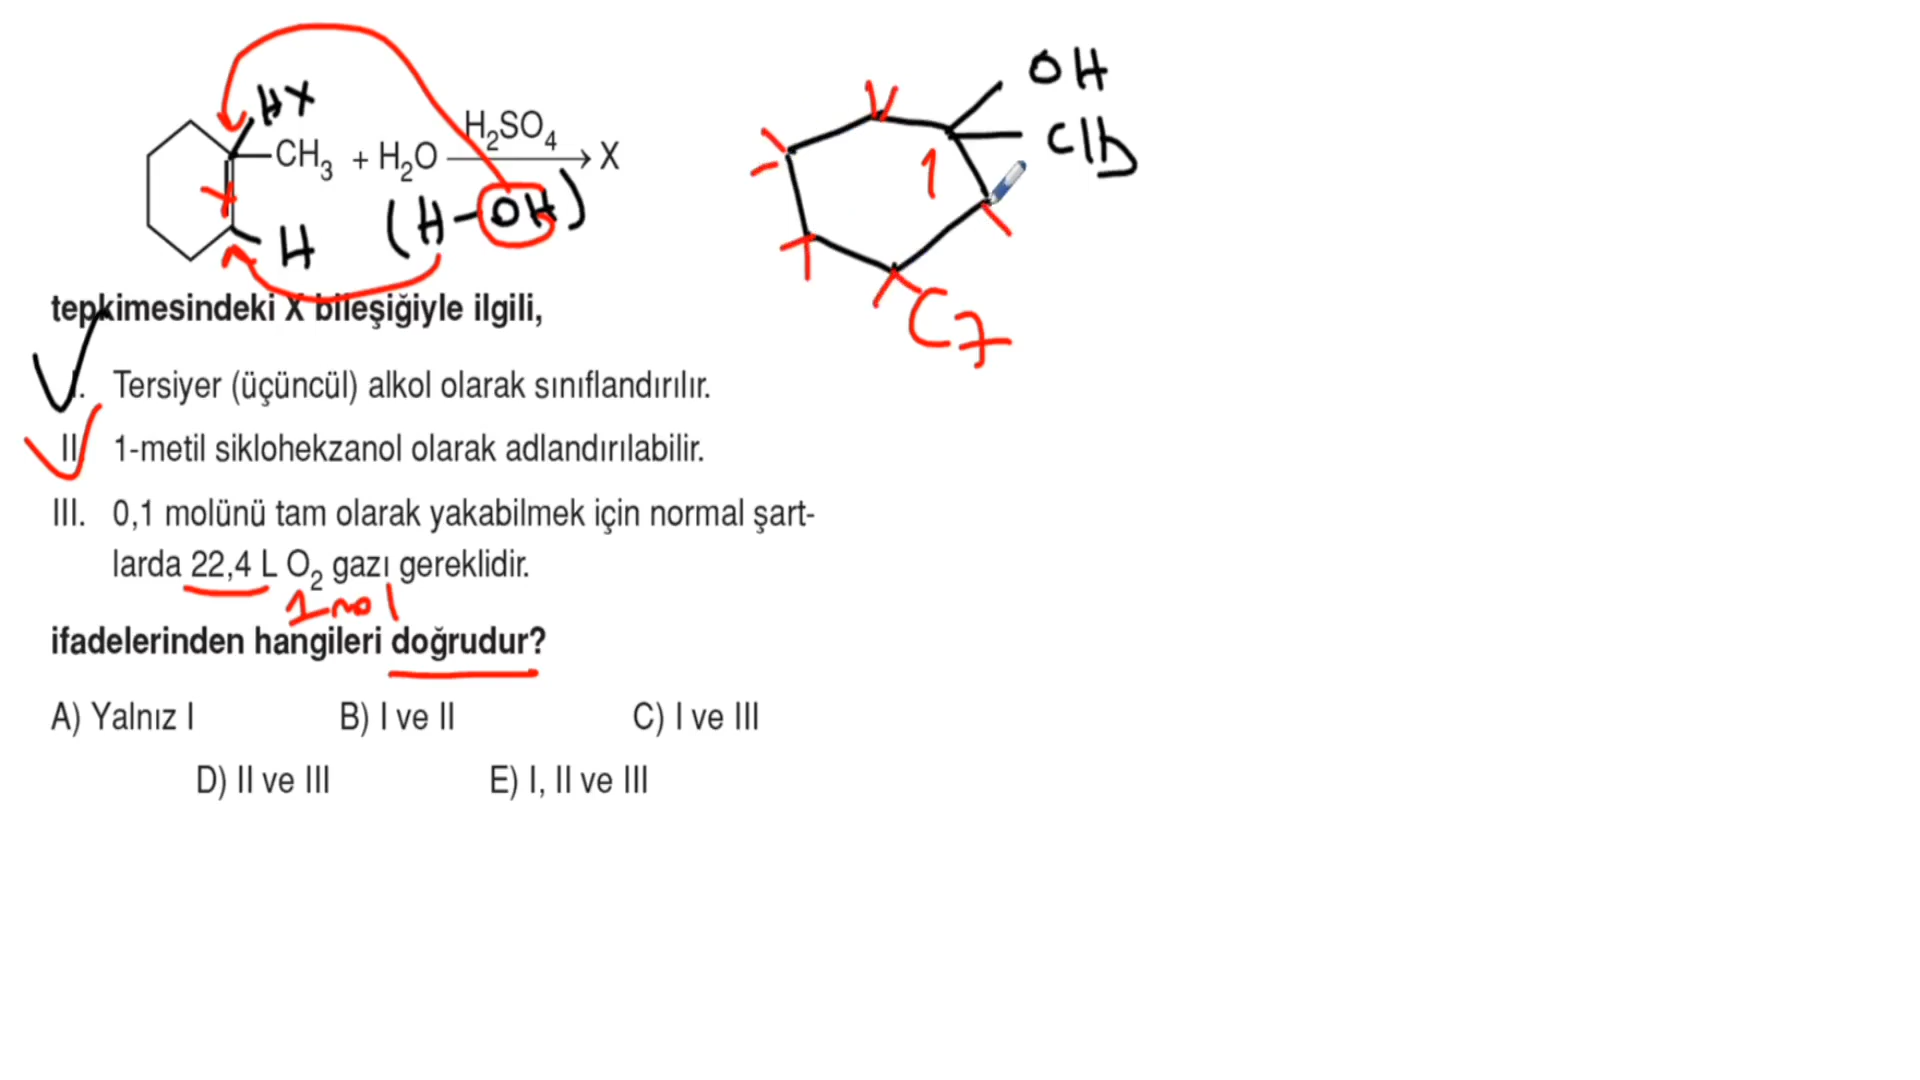 HX
H₂SO₄
CH₃ + H₂O → X
(H-OH)
H
OH
1
C7
tepkimesindeki X bileşiğiyle ilgili,
I. Tersiyer (üçüncül) alkol olarak sınıflandırılır.
II. 1-metil siklohekzanol olarak adlandırılabilir.
III. 0,1 molünü tam olarak yakabilmek için normal şart-
larda 22,4 L O₂ gazı gereklidir.
1 mol
ifadelerinden hangileri doğrudur?
A) Yalnız I B) I ve II C) I ve III
D) II ve III E) I, II ve III